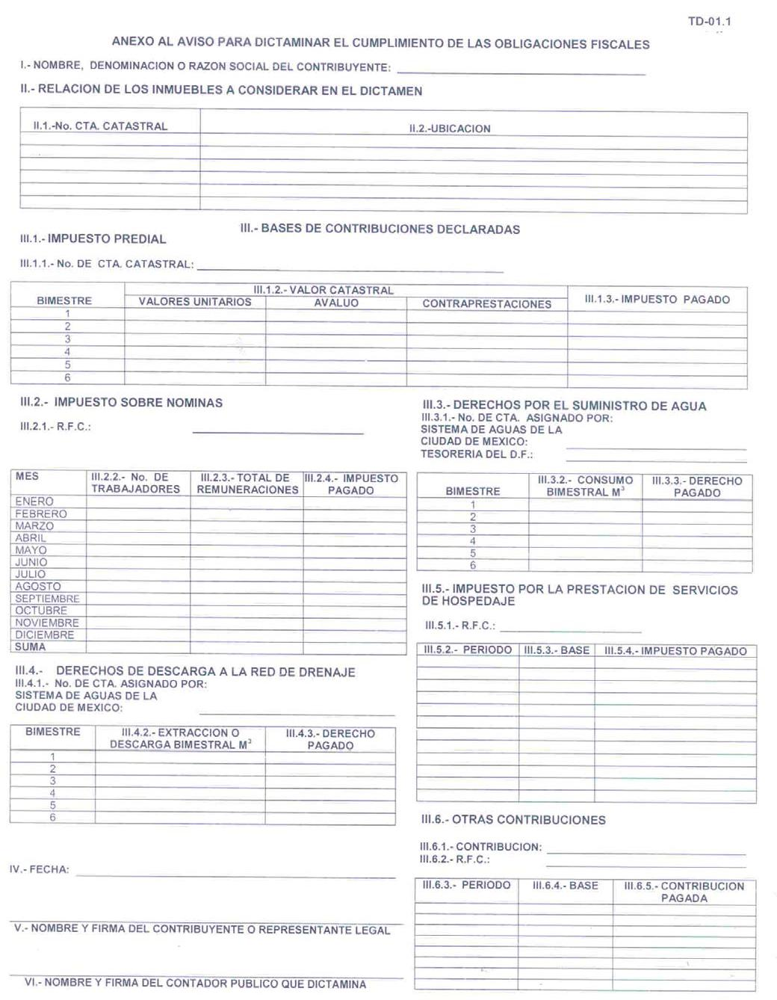 TD-01.1
ANEXO AL AVISO PARA DICTAMINAR EL CUMPLIMIENTO DE LAS OBLIGACIONES FISCALES
I.- NOMBRE, DENOMINACION O RAZON SOCIAL DEL CONTRIBUYENTE:
II.- RELACION DE LOS INMUEBLES A CONSIDERAR EN EL DICTAMEN
II.1.-No. CTA. CATASTRAL II.2.-UBICACION
III.- BASES DE CONTRIBUCIONES DECLARADAS
III.1.- IMPUESTO PREDIAL
III.1.1.- No. DE CTA. CATASTRAL:
III.1.2.- VALOR CATASTRAL
BIMESTRE VALORES UNITARIOS AVALUO CONTRAPRESTACIONES III.1.3.- IMPUESTO PAGADO
1
2
3
4
5
6
III.2.- IMPUESTO SOBRE NOMINAS
III.2.1.- R.F.C.:
MES III.2.2.- No. DE III.2.3.- TOTAL DE III.2.4.- IMPUESTO
TRABAJADORES REMUNERACIONES PAGADO
ENERO
FEBRERO
MARZO
ABRIL
MAYO
JUNIO
JULIO
AGOSTO
SEPTIEMBRE
OCTUBRE
NOVIEMBRE
DICIEMBRE
SUMA
III.3.- DERECHOS POR EL SUMINISTRO DE AGUA
III.3.1.- No. DE CTA. ASIGNADO POR:
SISTEMA DE AGUAS DE LA
CIUDAD DE MEXICO:
TESORERIA DEL D.F.:
III.3.2.- CONSUMO III.3.3.- DERECHO
BIMESTRE BIMESTRAL M³ PAGADO
1
2
3
4
5
6
III.4.- DERECHOS DE DESCARGA A LA RED DE DRENAJE
III.4.1.- No. DE CTA. ASIGNADO POR:
SISTEMA DE AGUAS DE LA
CIUDAD DE MEXICO:
BIMESTRE III.4.2.- EXTRACCION O III.4.3.- DERECHO
DESCARGA BIMESTRAL M³ PAGADO
1
2
3
4
5
6
III.5.- IMPUESTO POR LA PRESTACION DE SERVICIOS
DE HOSPEDAJE
III.5.1.- R.F.C.:
III.5.2.- PERIODO III.5.3.- BASE III.5.4.- IMPUESTO PAGADO
III.6.- OTRAS CONTRIBUCIONES
III.6.1.- CONTRIBUCION:
III.6.2.- R.F.C.:
III.6.3.- PERIODO III.6.4.- BASE III.6.5.- CONTRIBUCION
PAGADA
IV.- FECHA:
V.- NOMBRE Y FIRMA DEL CONTRIBUYENTE O REPRESENTANTE LEGAL
VI.- NOMBRE Y FIRMA DEL CONTADOR PUBLICO QUE DICTAMINA